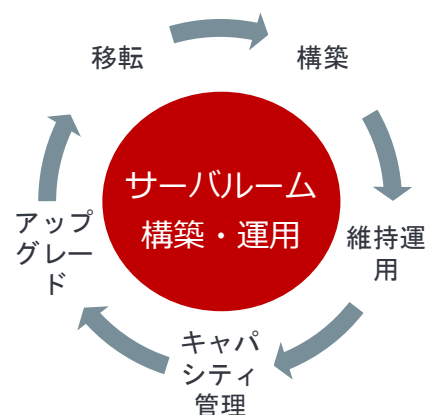 移転
構築
サーバルーム
構築・運用
アップ
グレー
ド
維持運
用
キャパ
シティ
管理